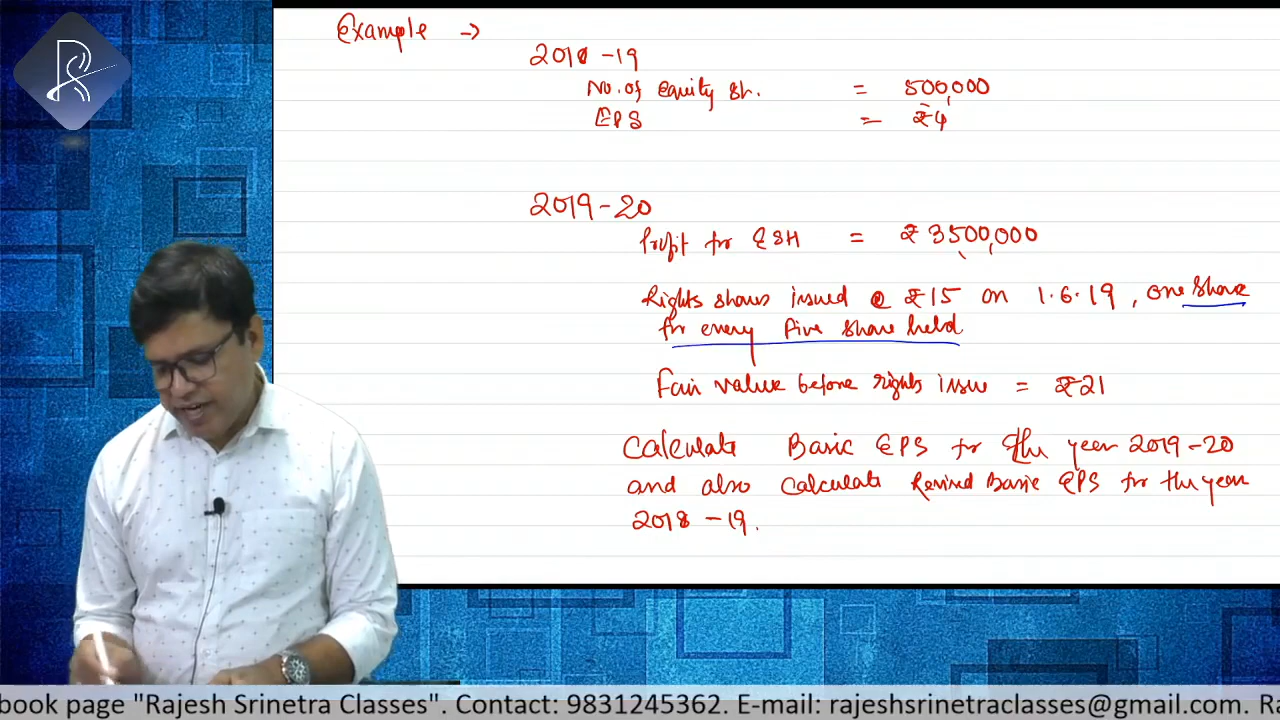 RS
Example →
2018-19
No. of equity Sh. = 500,000
EPS = ₹4
2019-20
Profit for ESH = ₹3500,000
Rights shares issued @ ₹15 on 1.6.19, one share
for every five share held
Fair value before rights issue = ₹21
Calculate Basic EPS for the year 2019-20
and also calculate Revised Basic EPS for the year
2018-19.
book page "Rajesh Srinetra Classes". Contact: 9831245362. E-mail: rajeshsrinetraclasses@gmail.com. Ra